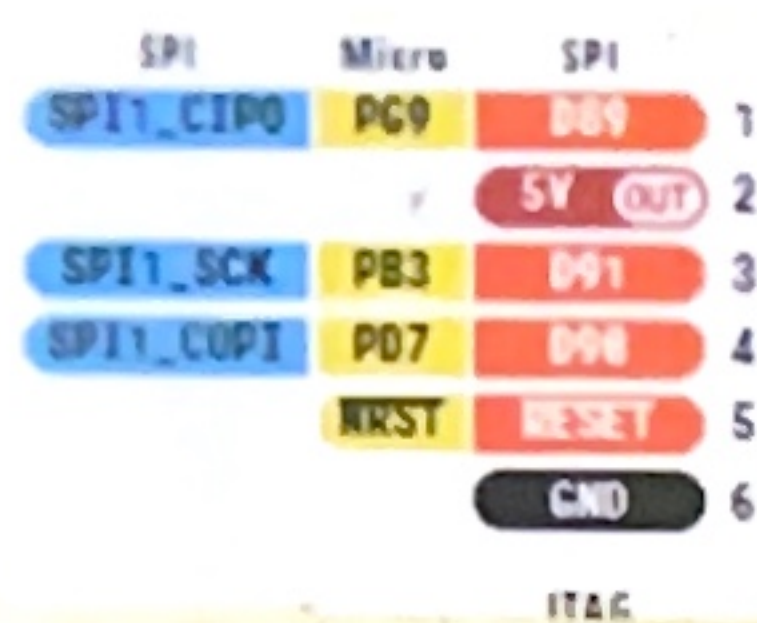 SPI Micro SPI
SPI1_CIPO PG9 D89 1
5V OUT 2
SPI1_SCK PB3 D91 3
SPI1_COPI PD7 D90 4
NRST RESET 5
GND 6
JTAG